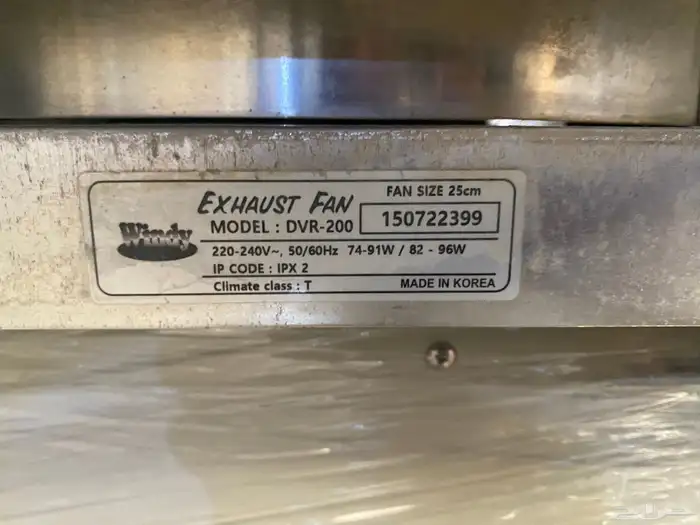 FAN SIZE 25cm
EXHAUST FAN
Windy
MODEL : DVR-200
150722399
220-240V~, 50/60Hz 74-91W / 82 - 96W
IP CODE : IPX 2
Climate class : T
MADE IN KOREA